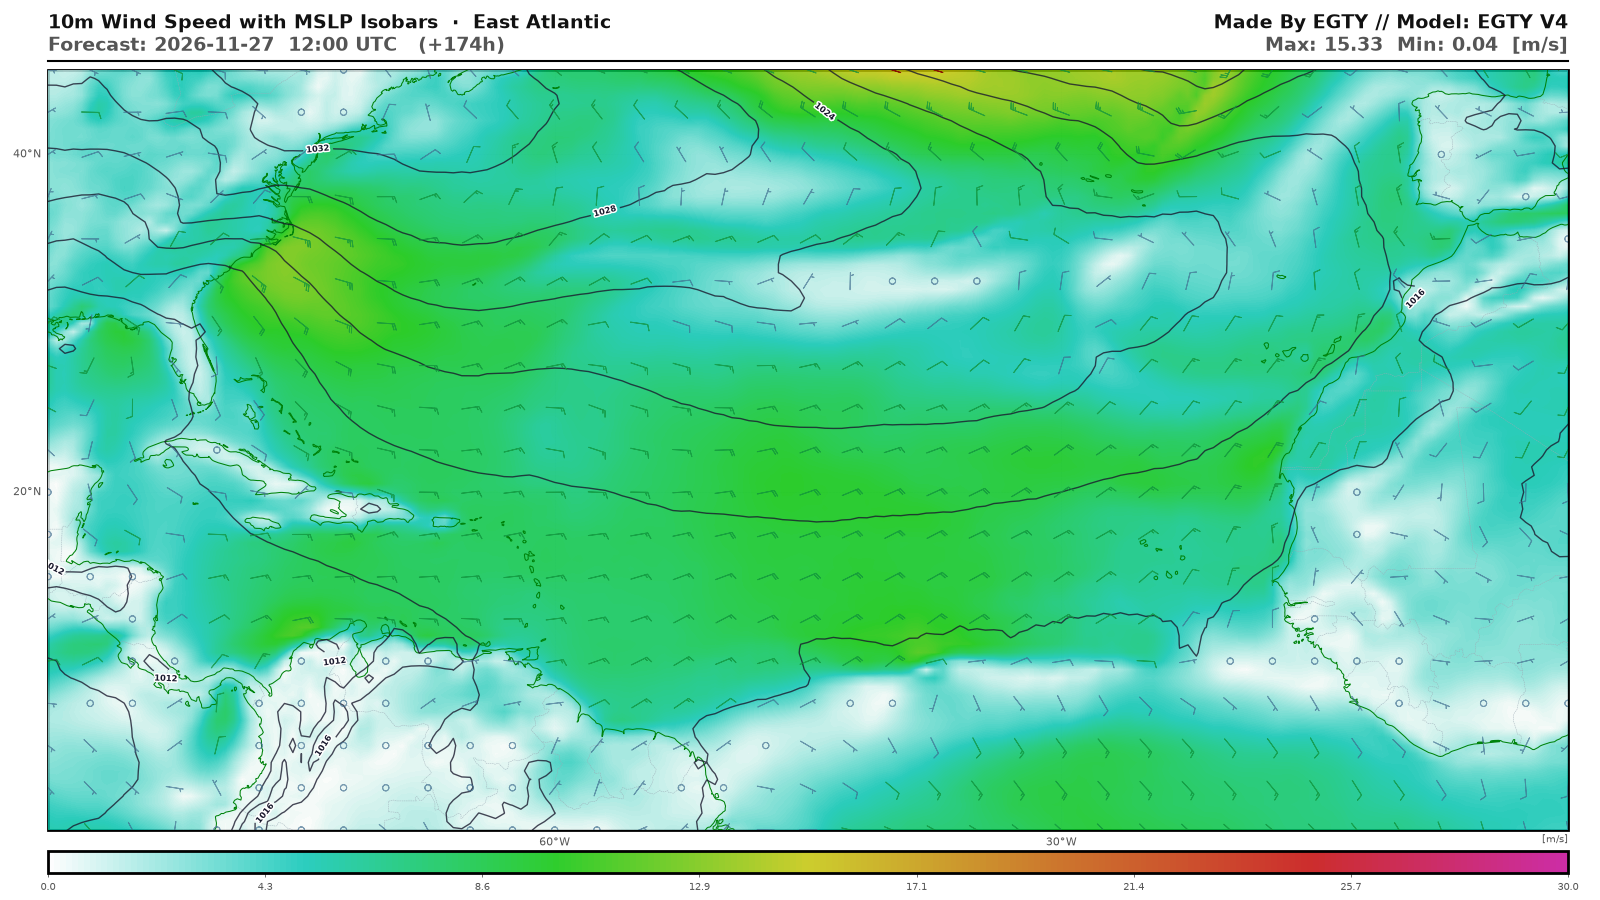 10m Wind Speed with MSLP Isobars · East Atlantic
Made By EGTY // Model: EGTY V4
Forecast: 2026-11-27 12:00 UTC (+174h)
Max: 15.33 Min: 0.04 [m/s]
1024
1032
40°N
1028
1016
20°N
012
1012
1012
1016
1016
60°W
30°W
[m/s]
0.0
4.3
8.6
12.9
17.1
21.4
25.7
30.0